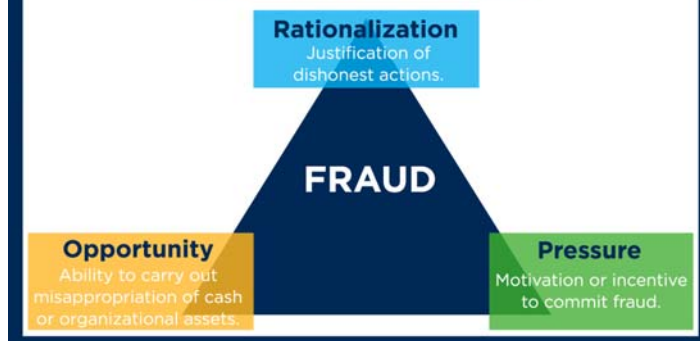 Rationalization
Justification of
dishonest actions.
FRAUD
Opportunity
Ability to carry out
misappropriation of cash
or organizational assets.
Pressure
Motivation or incentive
to commit fraud.